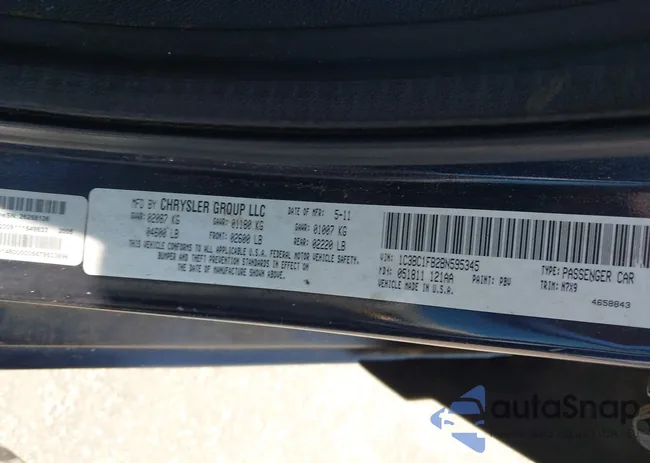 MFD BY CHRYSLER GROUP LLC
DATE OF MFR: 5-11
GVWR: 02087 KG
GAWR: 01180 KG
GAWR: 01007 KG
04600 LB
FRONT: 02600 LB
REAR: 02220 LB
THIS VEHICLE CONFORMS TO ALL APPLICABLE U.S.A. FEDERAL MOTOR VEHICLE SAFETY,
BUMPER AND THEFT PREVENTION STANDARDS IN EFFECT ON THE
DATE OF MANUFACTURE SHOWN ABOVE.
VIN: 1C3BC1FB2BN595345
TYPE: PASSENGER CAR
MDH: 051811 121AA
PAINT: PBV
TRIM: M7X9
VEHICLE MADE IN U.S.A.
4658843
autoSnap